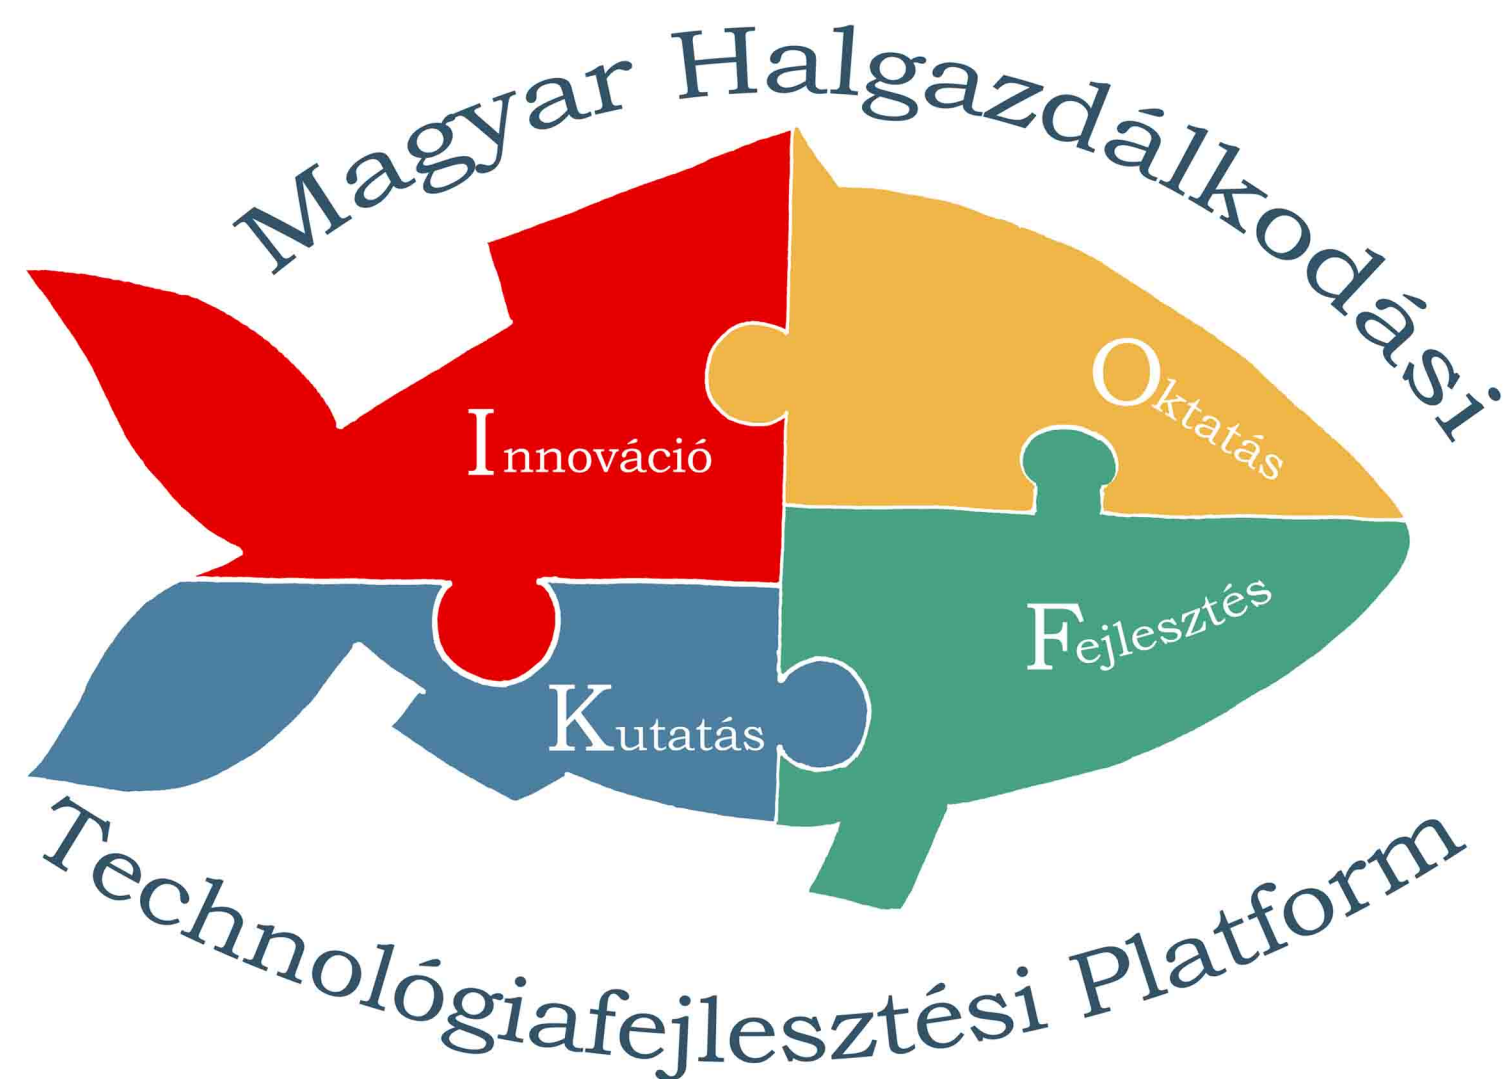 Magyar Halgazdálkodási
Innováció
Oktatás
Kutatás
Fejlesztés
Technológiafejlesztési Platform